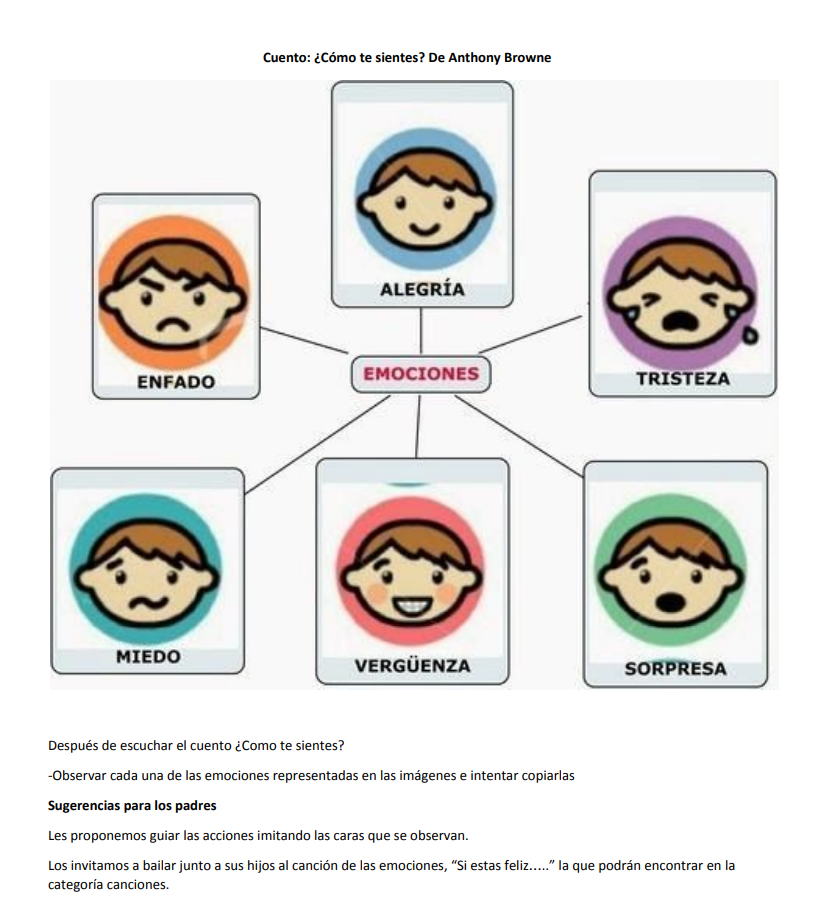 Cuento: ¿Cómo te sientes? De Anthony Browne
ALEGRÍA
ENFADO
TRISTEZA
EMOCIONES
MIEDO
VERGÜENZA
SORPRESA
Después de escuchar el cuento ¿Como te sientes?
-Observar cada una de las emociones representadas en las imágenes e intentar copiarlas
Sugerencias para los padres
Les proponemos guiar las acciones imitando las caras que se observan.
Los invitamos a bailar junto a sus hijos al canción de las emociones, “Si estas feliz.....” la que podrán encontrar en la
categoría canciones.